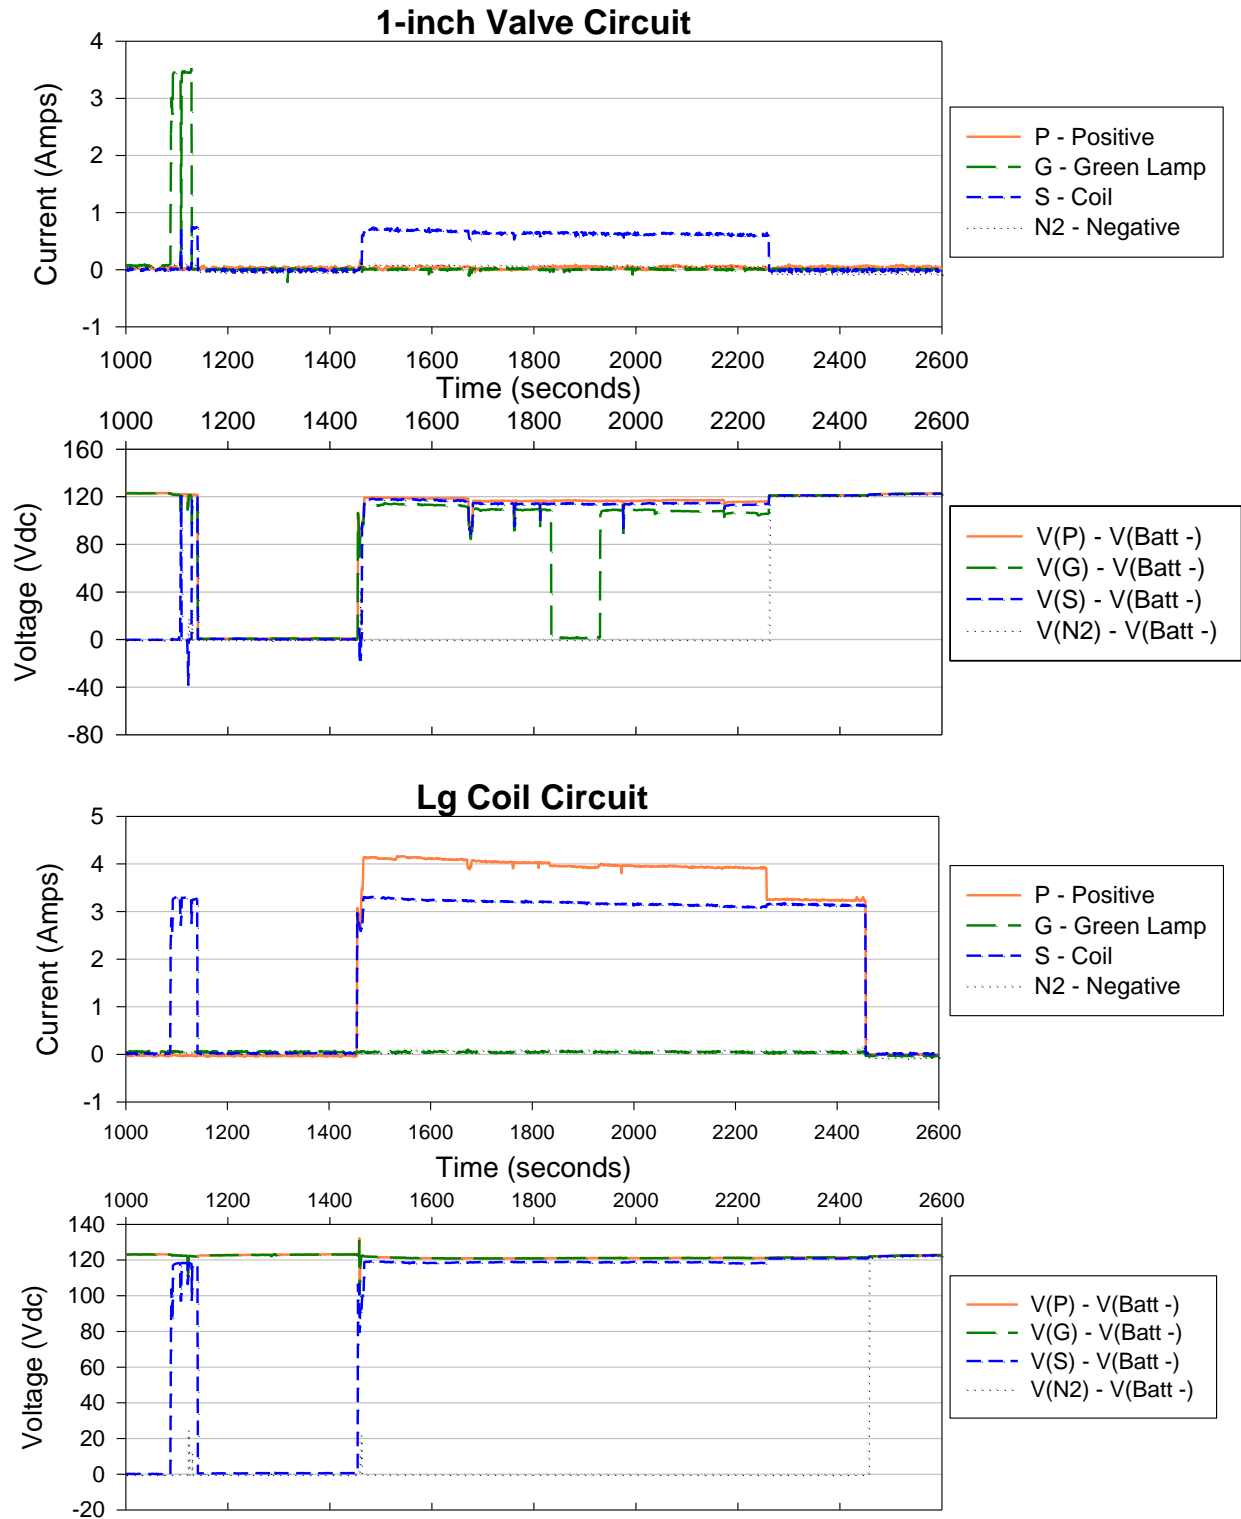 1-inch Valve Circuit
4
3
2
1
0
-1
Current (Amps)
1000 1200 1400 1600 1800 2000 2200 2400 2600
Time (seconds)
P - Positive
G - Green Lamp
S - Coil
N2 - Negative
1000 1200 1400 1600 1800 2000 2200 2400 2600
160
120
80
40
0
-40
-80
Voltage (Vdc)
V(P) - V(Batt -)
V(G) - V(Batt -)
V(S) - V(Batt -)
V(N2) - V(Batt -)
Lg Coil Circuit
5
4
3
2
1
0
-1
Current (Amps)
1000 1200 1400 1600 1800 2000 2200 2400 2600
Time (seconds)
P - Positive
G - Green Lamp
S - Coil
N2 - Negative
1000 1200 1400 1600 1800 2000 2200 2400 2600
140
120
100
80
60
40
20
0
-20
Voltage (Vdc)
V(P) - V(Batt -)
V(G) - V(Batt -)
V(S) - V(Batt -)
V(N2) - V(Batt -)